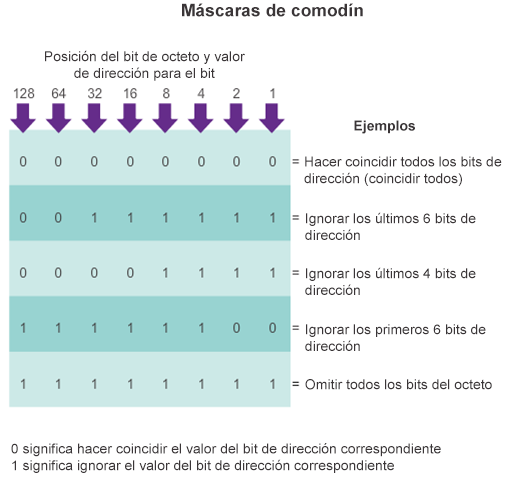 Máscaras de comodín
Posición del bit de octeto y valor
de dirección para el bit
128 64 32 16 8 4 2 1
Ejemplos
0 0 0 0 0 0 0 0 = Hacer coincidir todos los bits de
dirección (coincidir todos)
0 0 1 1 1 1 1 1 = Ignorar los últimos 6 bits de
dirección
0 0 0 0 1 1 1 1 = Ignorar los últimos 4 bits de
dirección
1 1 1 1 1 1 0 0 = Ignorar los primeros 6 bits de
dirección
1 1 1 1 1 1 1 1 = Omitir todos los bits del octeto
0 significa hacer coincidir el valor del bit de dirección correspondiente
1 significa ignorar el valor del bit de dirección correspondiente